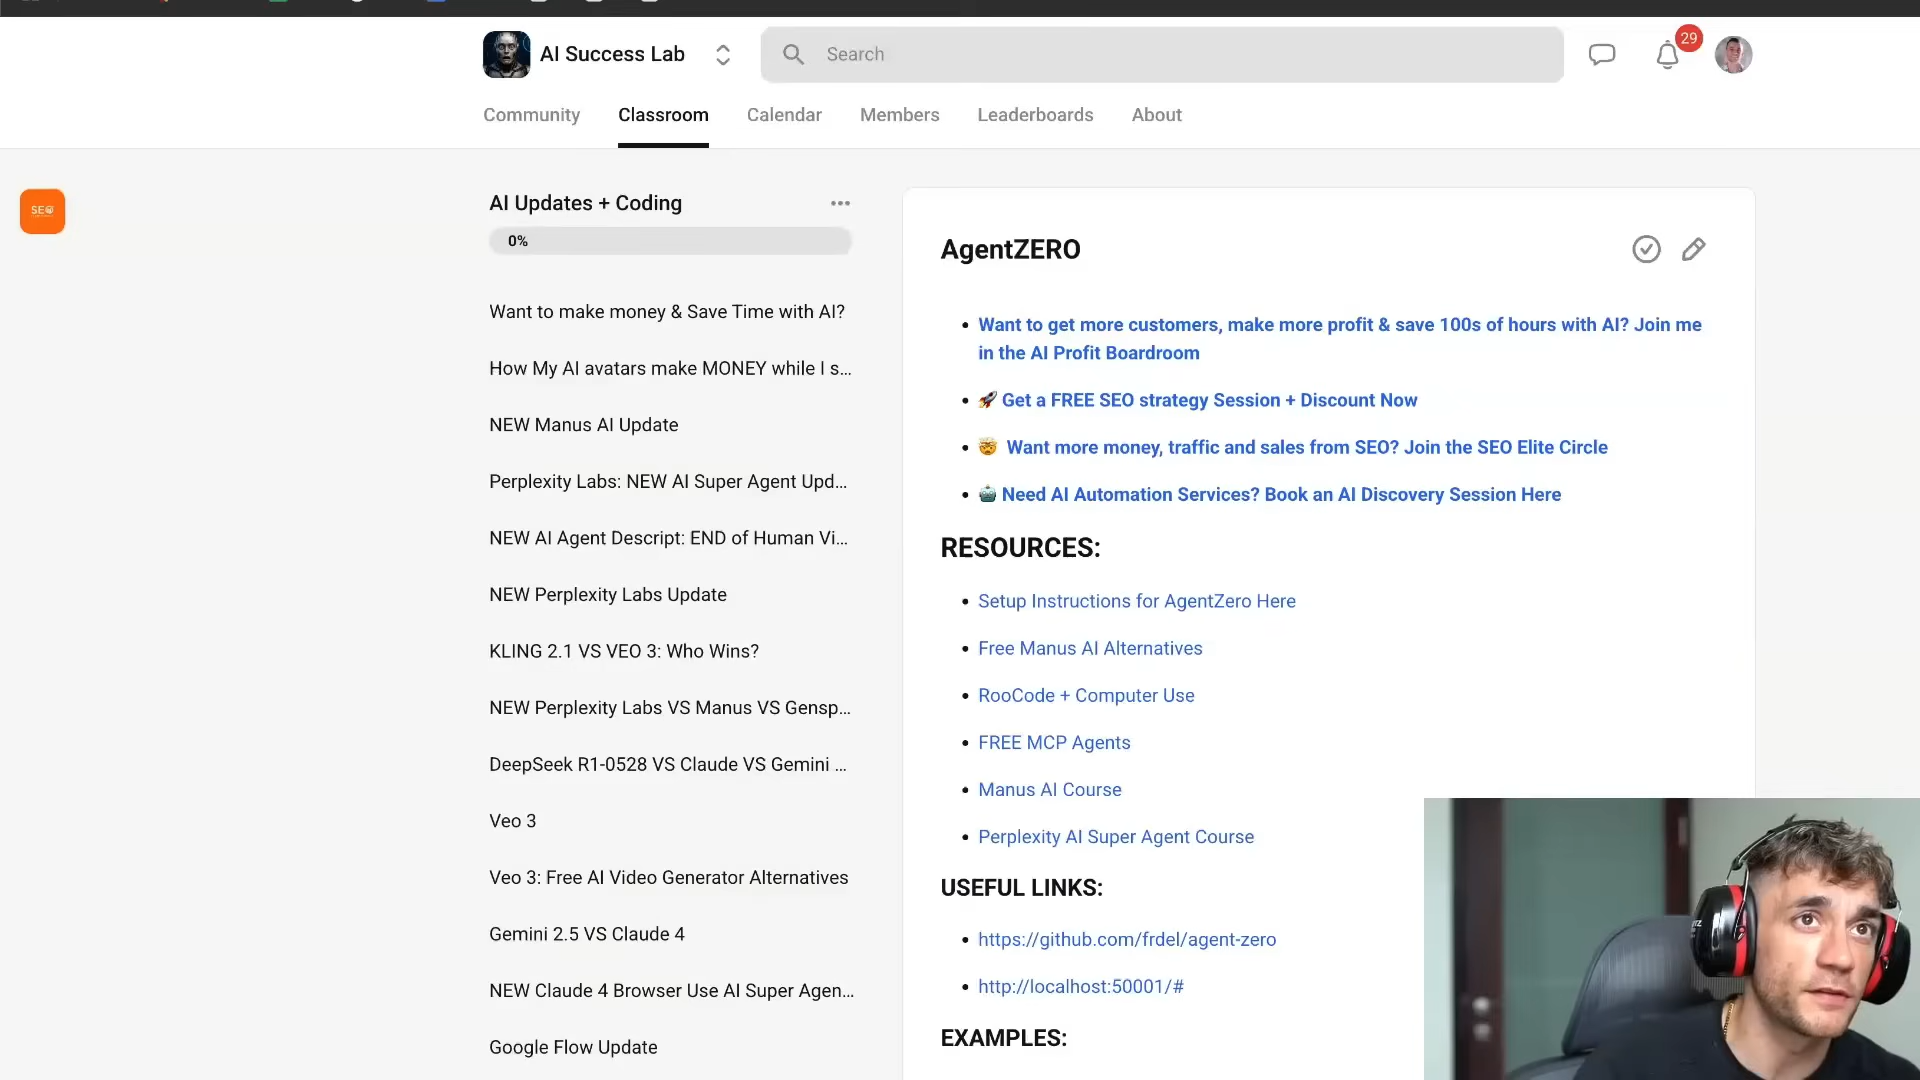 AI Success Lab
Search
29
Community
Classroom
Calendar
Members
Leaderboards
About
SEO
AI Updates + Coding
0%
Want to make money & Save Time with AI?
How My AI avatars make MONEY while I s...
NEW Manus AI Update
Perplexity Labs: NEW AI Super Agent Upd...
NEW AI Agent Descript: END of Human Vi...
NEW Perplexity Labs Update
KLING 2.1 VS VEO 3: Who Wins?
NEW Perplexity Labs VS Manus VS Gensp...
DeepSeek R1-0528 VS Claude VS Gemini ...
Veo 3
Veo 3: Free AI Video Generator Alternatives
Gemini 2.5 VS Claude 4
NEW Claude 4 Browser Use AI Super Agen...
Google Flow Update
AgentZERO
Want to get more customers, make more profit & save 100s of hours with AI? Join me
in the AI Profit Boardroom
🚀 Get a FREE SEO strategy Session + Discount Now
🤯 Want more money, traffic and sales from SEO? Join the SEO Elite Circle
🤖 Need AI Automation Services? Book an AI Discovery Session Here
RESOURCES:
Setup Instructions for AgentZero Here
Free Manus AI Alternatives
RooCode + Computer Use
FREE MCP Agents
Manus AI Course
Perplexity AI Super Agent Course
USEFUL LINKS:
https://github.com/frdel/agent-zero
http://localhost:50001/#
EXAMPLES: